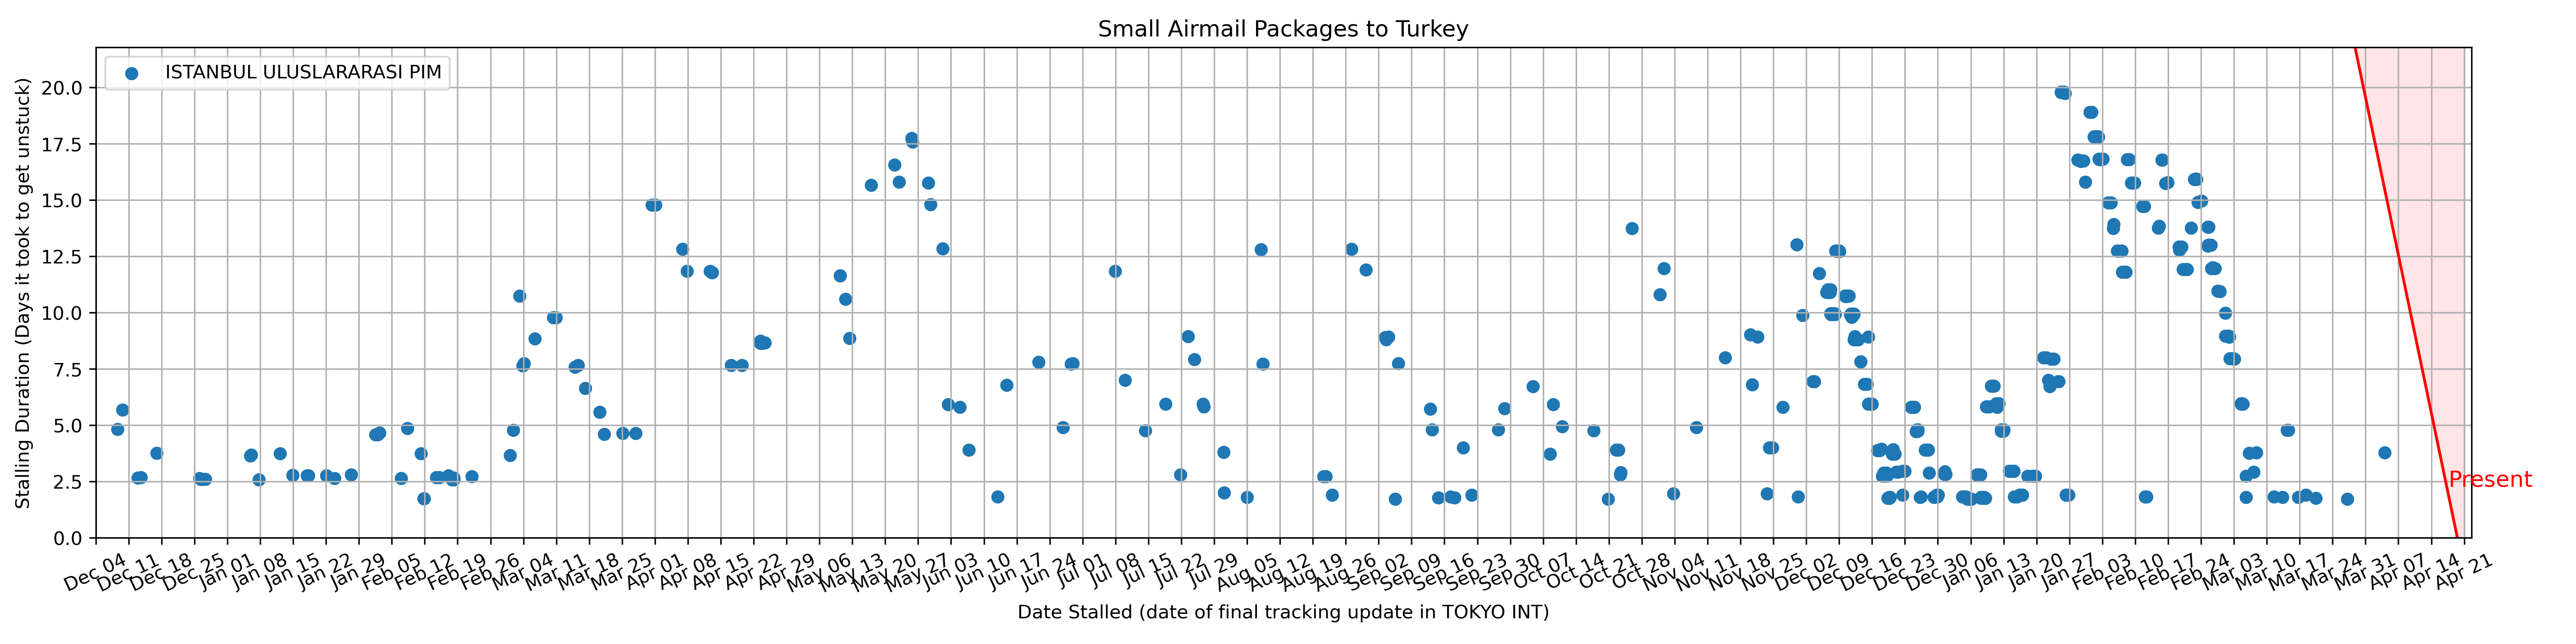 Small Airmail Packages to Turkey
ISTANBUL ULUSLARARASI PIM
Stalling Duration (Days it took to get unstuck)
20.0
17.5
15.0
12.5
10.0
7.5
5.0
2.5
0.0
Present
Dec 04 Dec 11 Dec 18 Dec 25 Jan 01 Jan 08 Jan 15 Jan 22 Jan 29 Feb 05 Feb 12 Feb 19 Feb 26 Mar 04 Mar 11 Mar 18 Mar 25 Apr 01 Apr 08 Apr 15 Apr 22 Apr 29 May 06 May 13 May 20 May 27 Jun 03 Jun 10 Jun 17 Jun 24 Jul 01 Jul 08 Jul 15 Jul 22 Jul 29 Aug 05 Aug 12 Aug 19 Aug 26 Sep 02 Sep 09 Sep 16 Sep 23 Sep 30 Oct 07 Oct 14 Oct 21 Oct 28 Nov 04 Nov 11 Nov 18 Nov 25 Dec 02 Dec 09 Dec 16 Dec 23 Dec 30 Jan 06 Jan 13 Jan 20 Jan 27 Feb 03 Feb 10 Feb 17 Feb 24 Mar 03 Mar 10 Mar 17 Mar 24 Mar 31 Apr 07 Apr 14 Apr 21
Date Stalled (date of final tracking update in TOKYO INT)